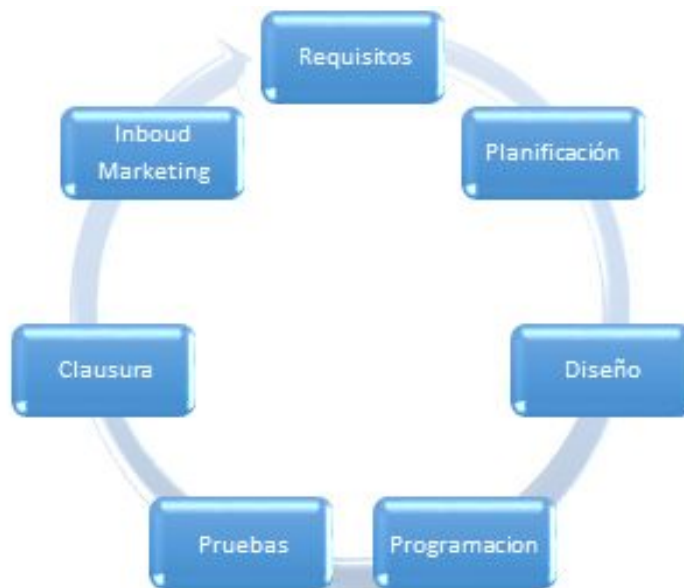 Requisitos
Planificación
Diseño
Programacion
Pruebas
Clausura
Inboud
Marketing